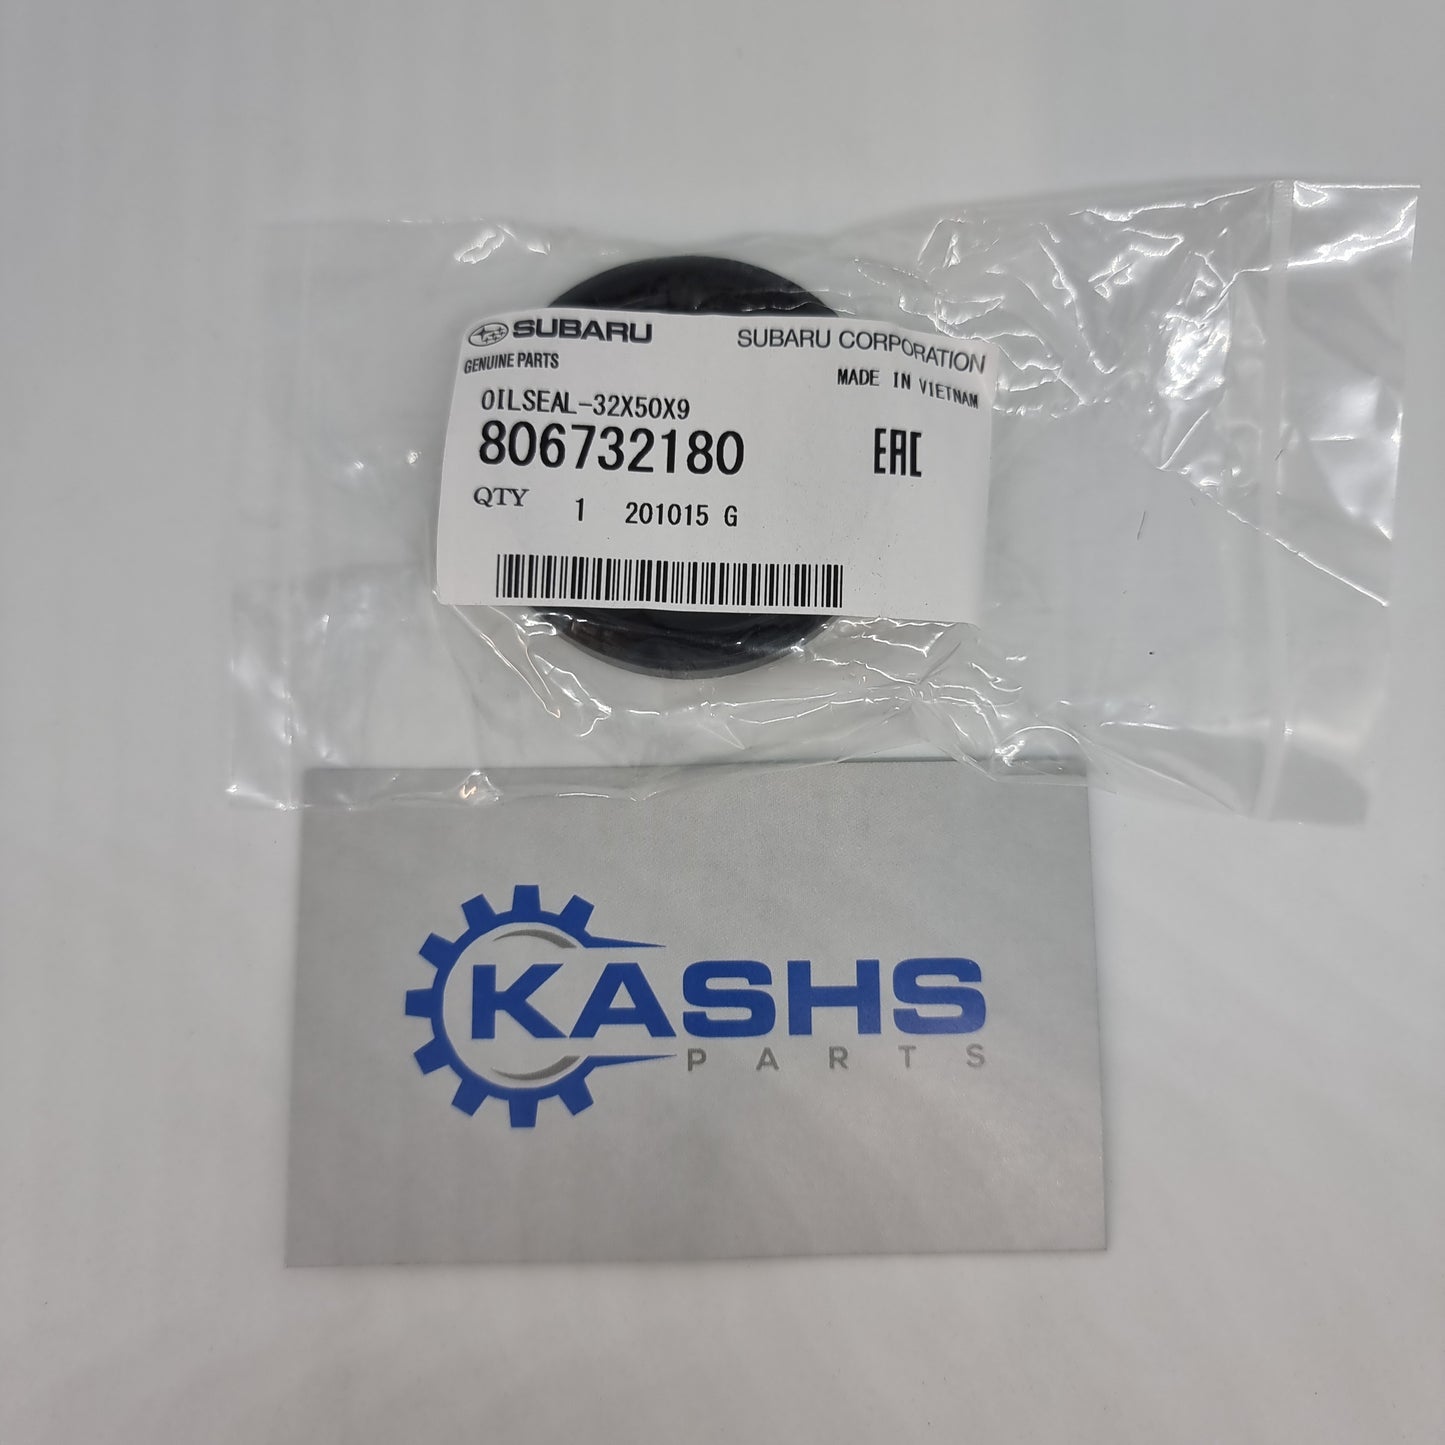 SUBARU
SUBARU CORPORATION
GENUINE PARTS
MADE IN VIETNAM
OILSEAL-32X50X9
806732180
EAC
QTY 1 201015 G
KASHS
PARTS